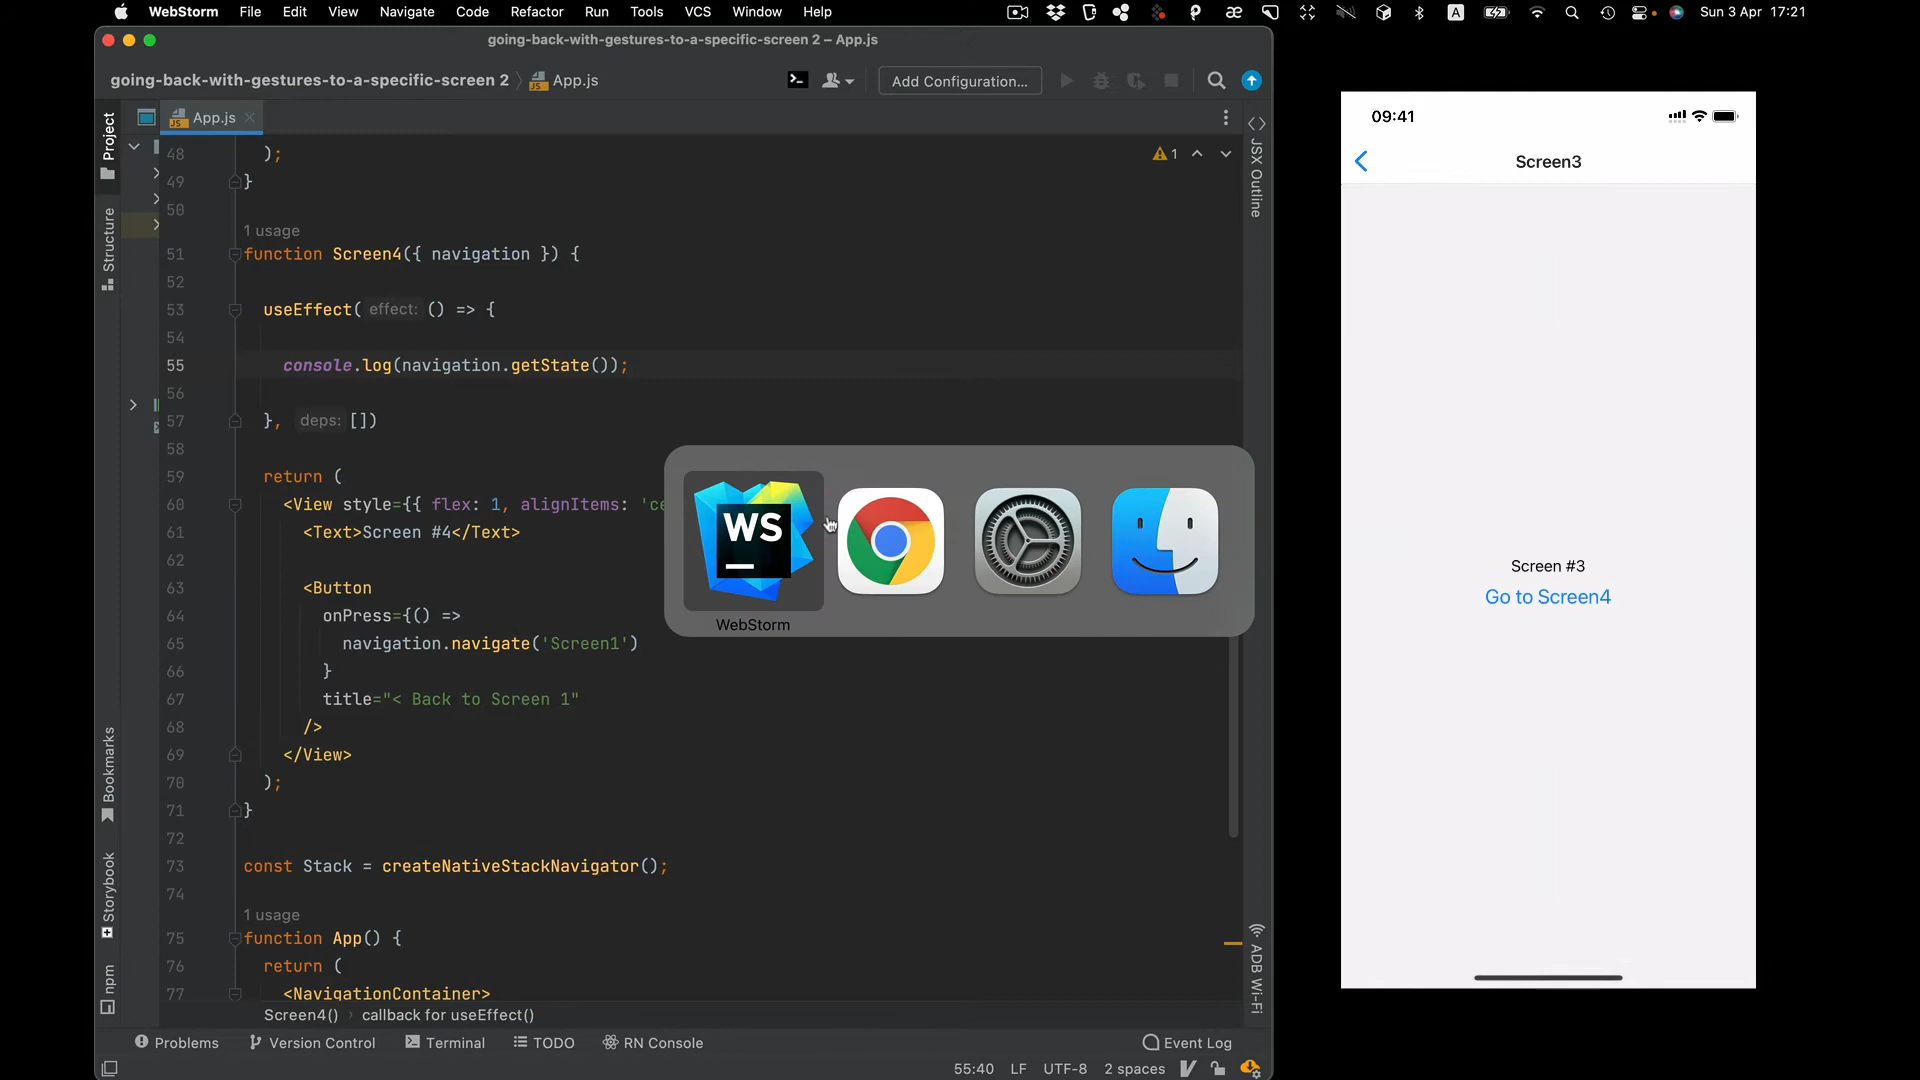 WebStorm File Edit View Navigate Code Refactor Run Tools VCS Window Help A Sun 3 Apr 17:21
going-back-with-gestures-to-a-specific-screen 2 – App.js
going-back-with-gestures-to-a-specific-screen 2 App.js Add Configuration...
App.js
Project
Structure
Bookmarks
Storybook
npm
48 );
1
49 }
50
1 usage
51 function Screen4({ navigation }) {
52
53 useEffect( effect: () => {
54
55 console.log(navigation.getState());
56
57 }, deps: [])
58
59 return (
60 <View style={{ flex: 1, alignItems: 'ce
61 <Text>Screen #4</Text>
62
63 <Button
64 onPress={() =>
65 navigation.navigate('Screen1')
66 }
67 title="< Back to Screen 1"
68 />
69 </View>
70 );
71 }
72
73 const Stack = createNativeStackNavigator();
74
1 usage
75 function App() {
76 return (
77 <NavigationContainer>
Screen4() callback for useEffect()
JSX Outline
ADB Wi-Fi
WS
WebStorm
Problems Version Control Terminal TODO RN Console Event Log
55:40 LF UTF-8 2 spaces
09:41
Screen3
Screen #3
Go to Screen4